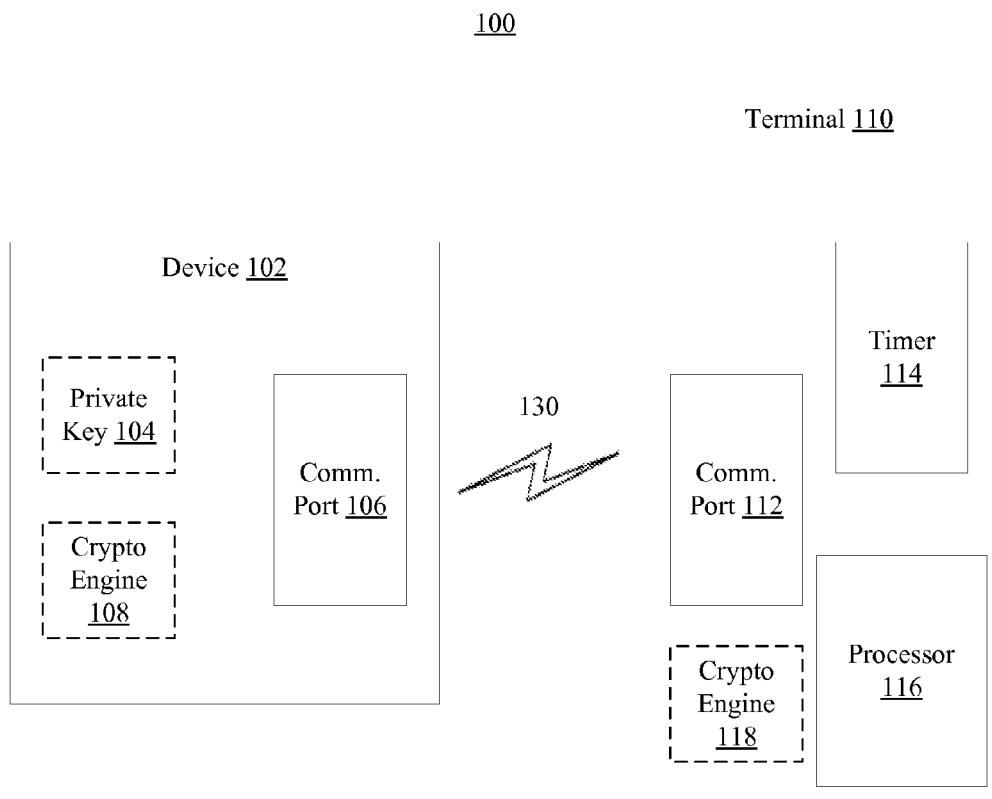 100
Terminal 110
Device 102
Timer
114
Private
Key 104
130
Comm.
Port 106
Comm.
Port 112
Crypto
Engine
108
Crypto
Engine
118
Processor
116